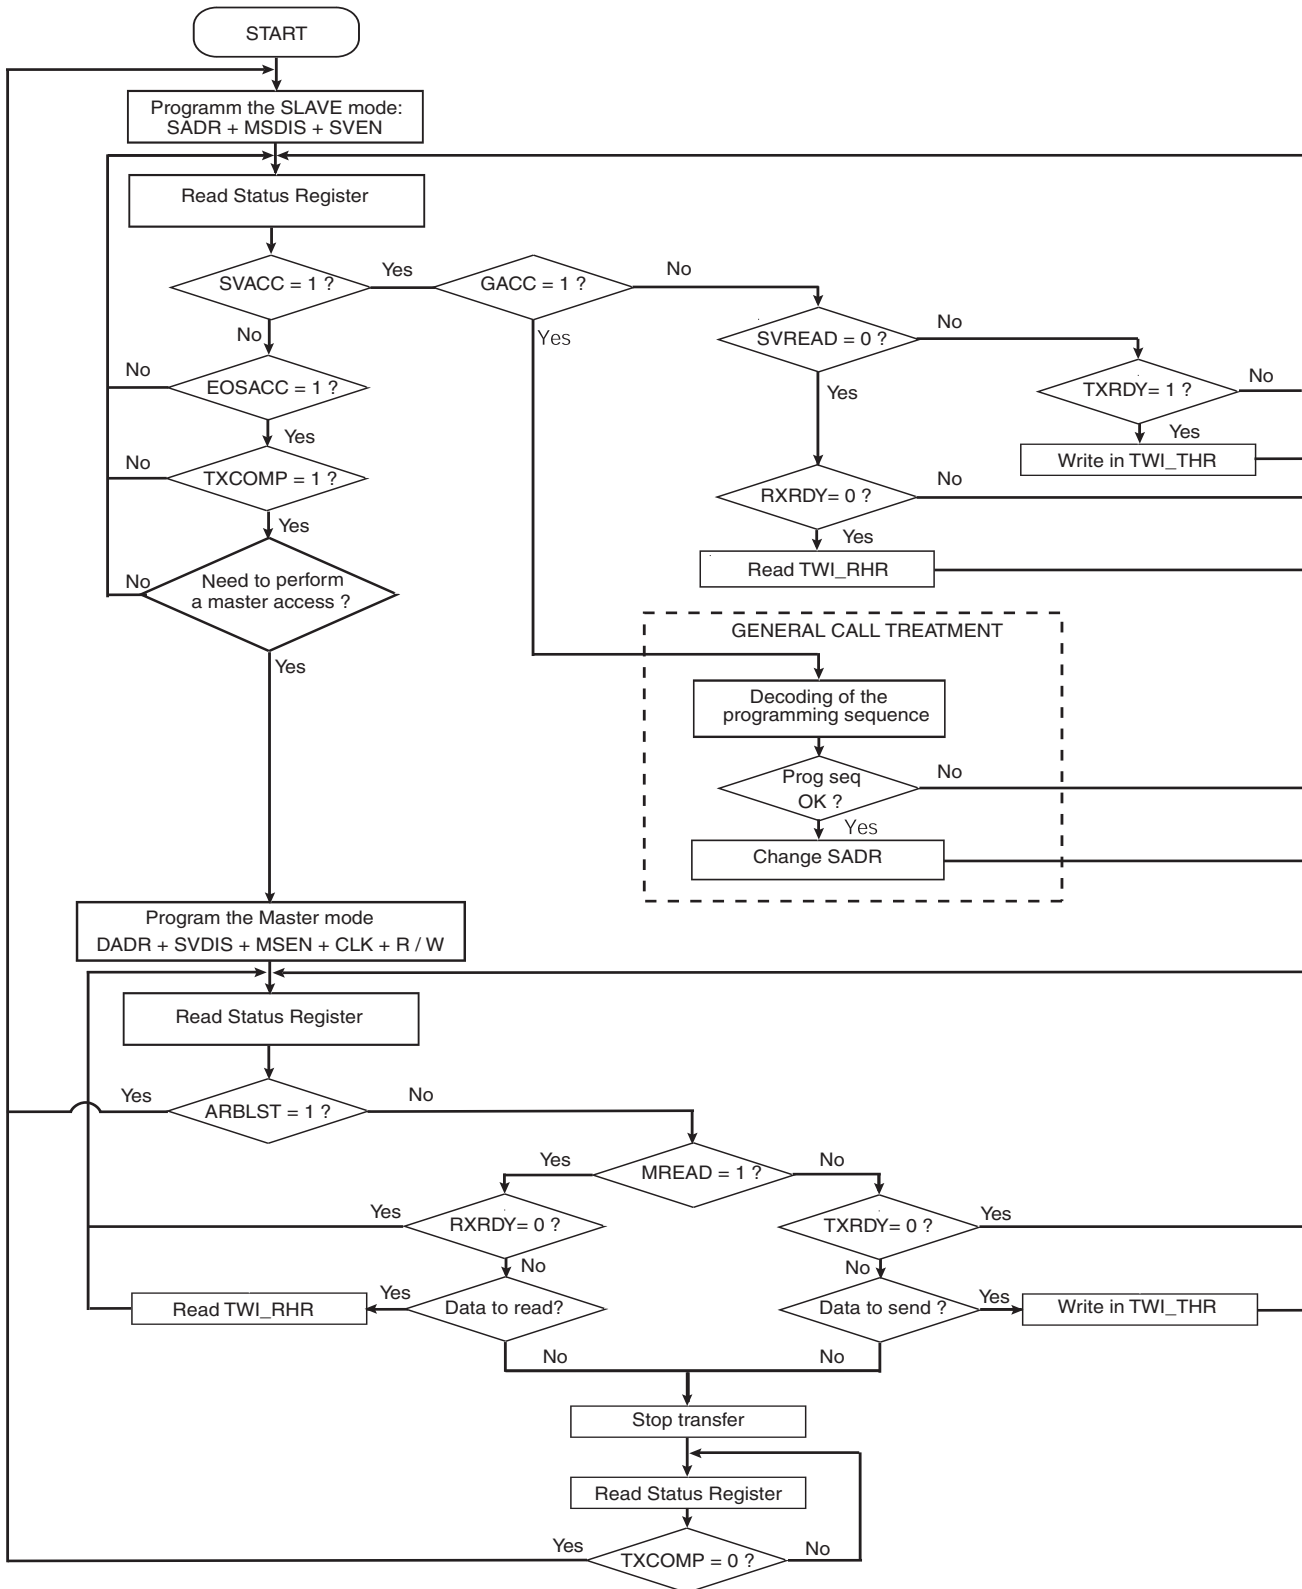 START
Programm the SLAVE mode:
SADR + MSDIS + SVEN
Read Status Register
SVACC = 1 ?
Yes
GACC = 1 ?
No
No
Yes
SVREAD = 0 ?
No
EOSACC = 1 ?
No
Yes
TXRDY= 1 ?
No
Yes
Yes
Write in TWI_THR
TXCOMP = 1 ?
No
Yes
RXRDY= 0 ?
No
Yes
Read TWI_RHR
Need to perform
a master access ?
No
Yes
GENERAL CALL TREATMENT
Decoding of the
programming sequence
Prog seq
OK ?
No
Yes
Change SADR
Program the Master mode
DADR + SVDIS + MSEN + CLK + R / W
Read Status Register
Yes
ARBLST = 1 ?
No
Yes
MREAD = 1 ?
No
Yes
RXRDY= 0 ?
TXRDY= 0 ?
Yes
No
No
Read TWI_RHR
Yes
Data to read?
Data to send ?
Yes
Write in TWI_THR
No
No
Stop transfer
Read Status Register
Yes
TXCOMP = 0 ?
No